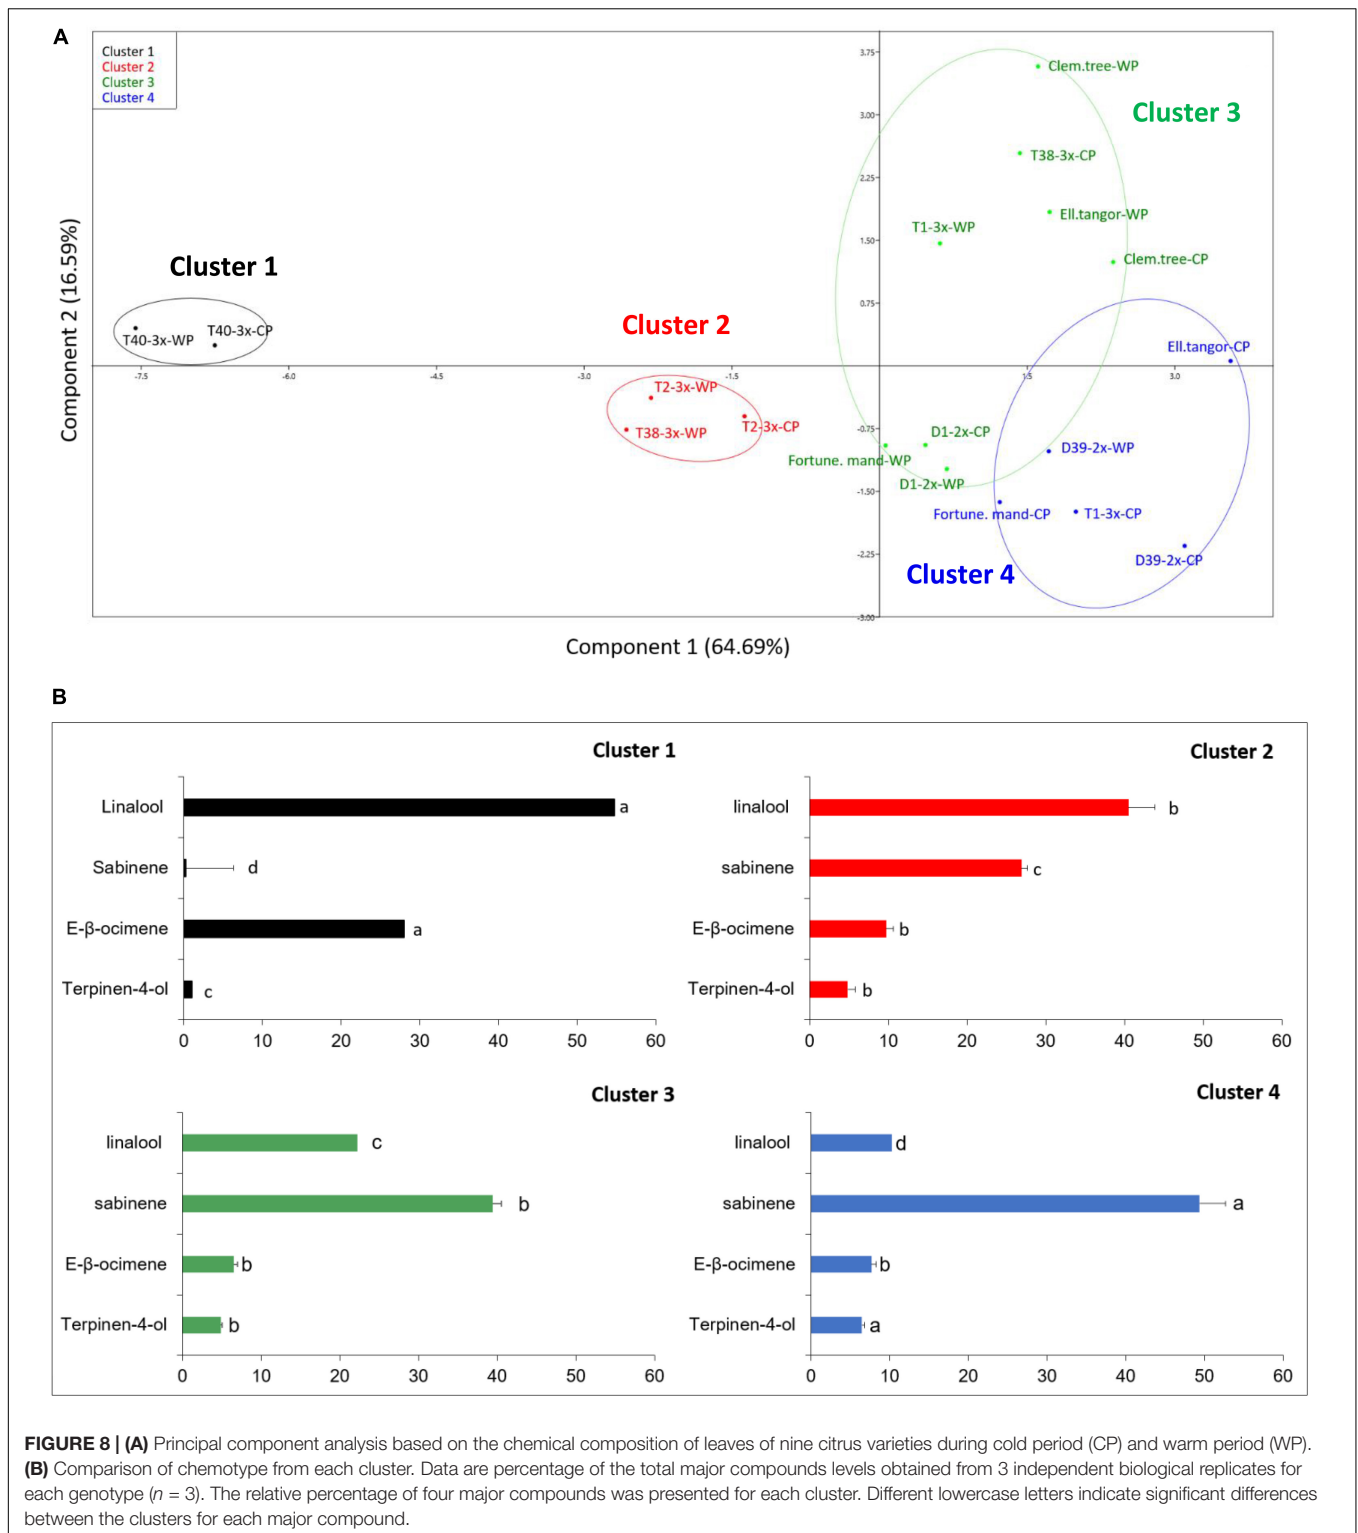 A
Cluster 1
Cluster 2
Cluster 3
Cluster 4
3.75
Clem.tree-WP
Cluster 3
3.00
T38-3x-CP
2.25
Ell.tangor-WP
T1-3x-WP
1.50
Clem.tree-CP
Cluster 1
0.75
Cluster 2
T40-3x-WP
T40-3x-CP
Ell.tangor-CP
-7.5
-6.0
-4.5
-3.0
-1.5
1.5
3.0
T2-3x-WP
T38-3x-WP
T2-3x-CP
-0.75
D1-2x-CP
Fortune. mand-WP
D39-2x-WP
D1-2x-WP
-1.50
Fortune. mand-CP
T1-3x-CP
-2.25
D39-2x-CP
Cluster 4
-3.00
Component 2 (16.59%)
Component 1 (64.69%)
B
Cluster 1
Linalool
a
Sabinene
d
E-β-ocimene
a
Terpinen-4-ol
c
0 10 20 30 40 50 60
Cluster 2
linalool
b
sabinene
c
E-β-ocimene
b
Terpinen-4-ol
b
0 10 20 30 40 50 60
Cluster 3
linalool
c
sabinene
b
E-β-ocimene
b
Terpinen-4-ol
b
0 10 20 30 40 50 60
Cluster 4
linalool
d
sabinene
a
E-β-ocimene
b
Terpinen-4-ol
a
0 10 20 30 40 50 60
FIGURE 8 | (A) Principal component analysis based on the chemical composition of leaves of nine citrus varieties during cold period (CP) and warm period (WP).
(B) Comparison of chemotype from each cluster. Data are percentage of the total major compounds levels obtained from 3 independent biological replicates for
each genotype (n = 3). The relative percentage of four major compounds was presented for each cluster. Different lowercase letters indicate significant differences
between the clusters for each major compound.